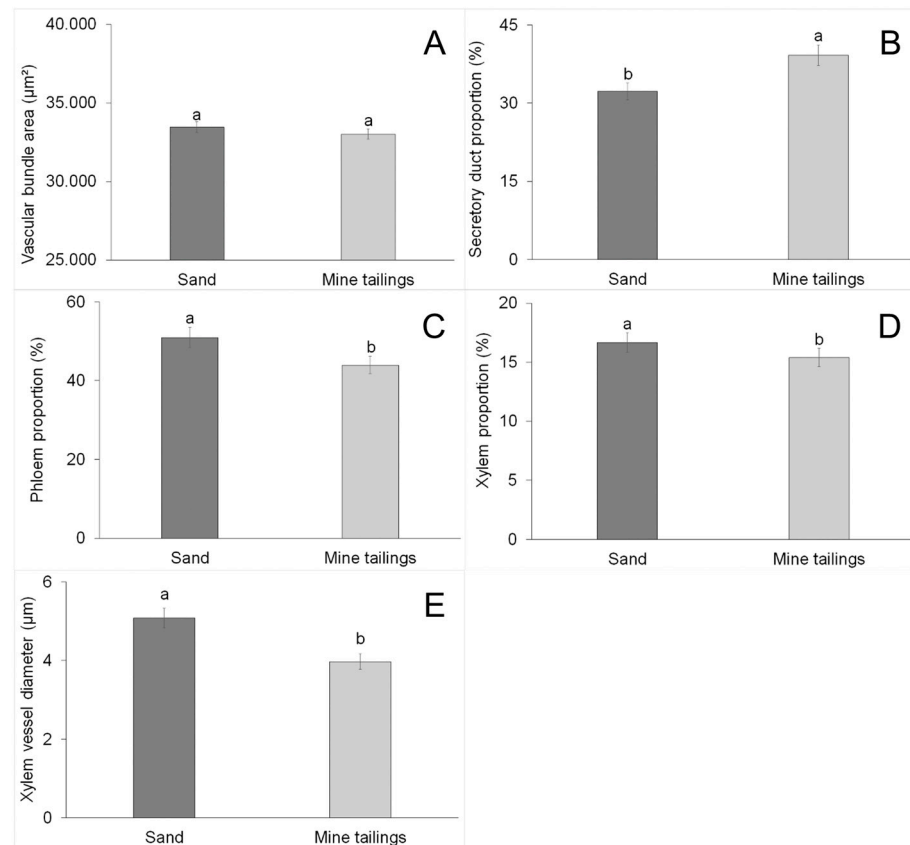 Vascular bundle area (µm²)
40.000
35.000
30.000
25.000
a
a
A
Sand
Mine tailings
Secretory duct proportion (%)
45
30
15
0
b
a
B
Sand
Mine tailings
Phloem proportion (%)
60
40
20
0
a
b
C
Sand
Mine tailings
Xylem proportion (%)
20
15
10
5
0
a
b
D
Sand
Mine tailings
Xylem vessel diameter (µm)
6
4
2
0
a
b
E
Sand
Mine tailings